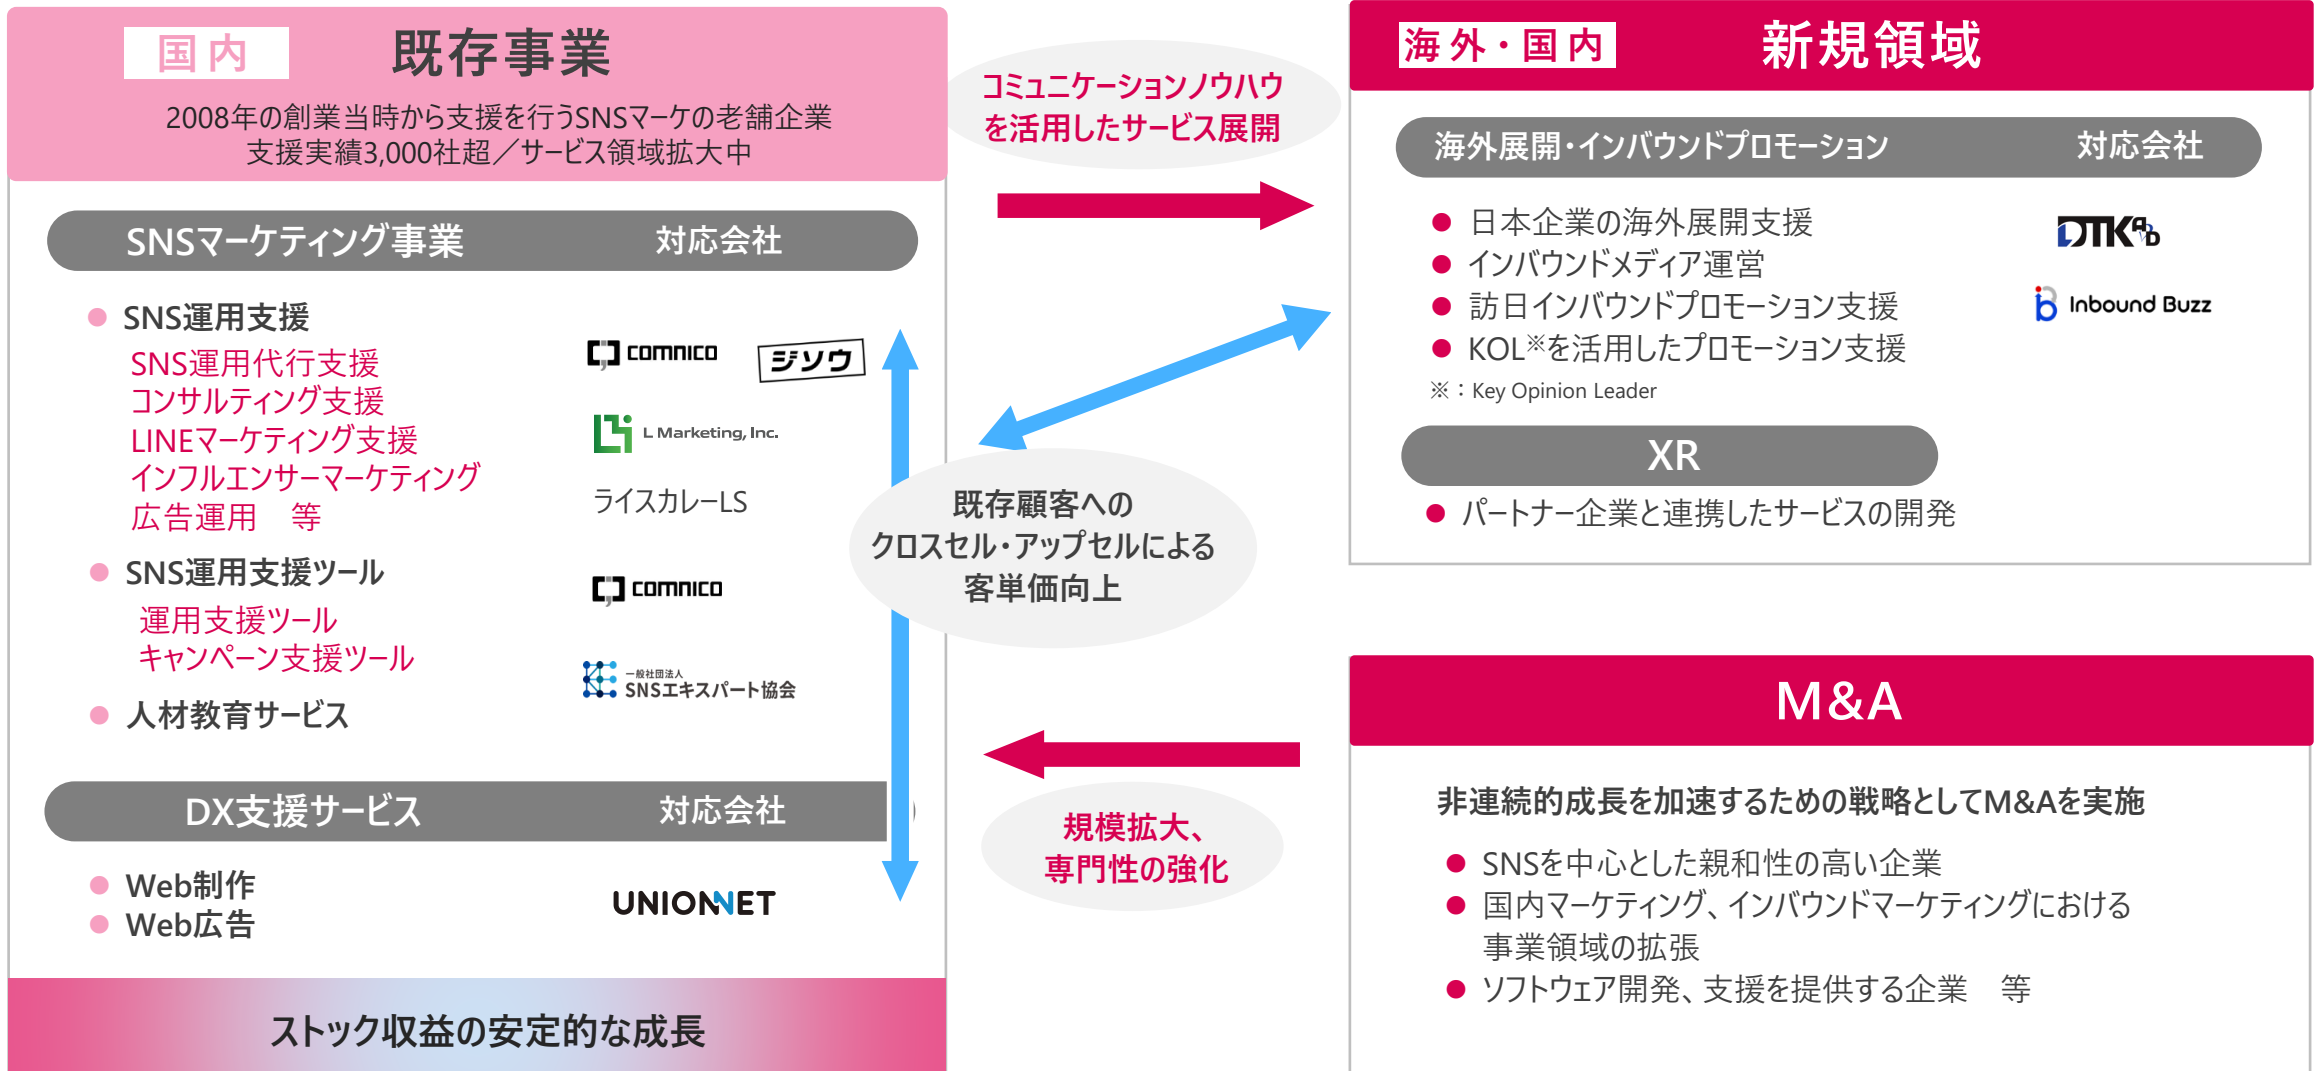 国内 既存事業
2008年の創業当時から支援を行うSNSマーケの老舗企業
支援実績3,000社超／サービス領域拡大中
SNSマーケティング事業 対応会社
SNS運用支援
SNS運用代行支援
コンサルティング支援
LINEマーケティング支援
インフルエンサーマーケティング
広告運用　等
comnico ジソウ
L Marketing, Inc.
ライスカレーLS
SNS運用支援ツール
運用支援ツール
キャンペーン支援ツール
comnico
人材教育サービス
一般社団法人
SNSエキスパート協会
DX支援サービス 対応会社
Web制作
Web広告
UNIONNET
ストック収益の安定的な成長
コミュニケーションノウハウ
を活用したサービス展開
既存顧客への
クロスセル・アップセルによる
客単価向上
規模拡大、
専門性の強化
海外・国内 新規領域
海外展開・インバウンドプロモーション 対応会社
日本企業の海外展開支援
インバウンドメディア運営
訪日インバウンドプロモーション支援
KOL※を活用したプロモーション支援
※：Key Opinion Leader
DTK AD
Inbound Buzz
XR
パートナー企業と連携したサービスの開発
M&A
非連続的成長を加速するための戦略としてM&Aを実施
SNSを中心とした親和性の高い企業
国内マーケティング、インバウンドマーケティングにおける
事業領域の拡張
ソフトウェア開発、支援を提供する企業　等